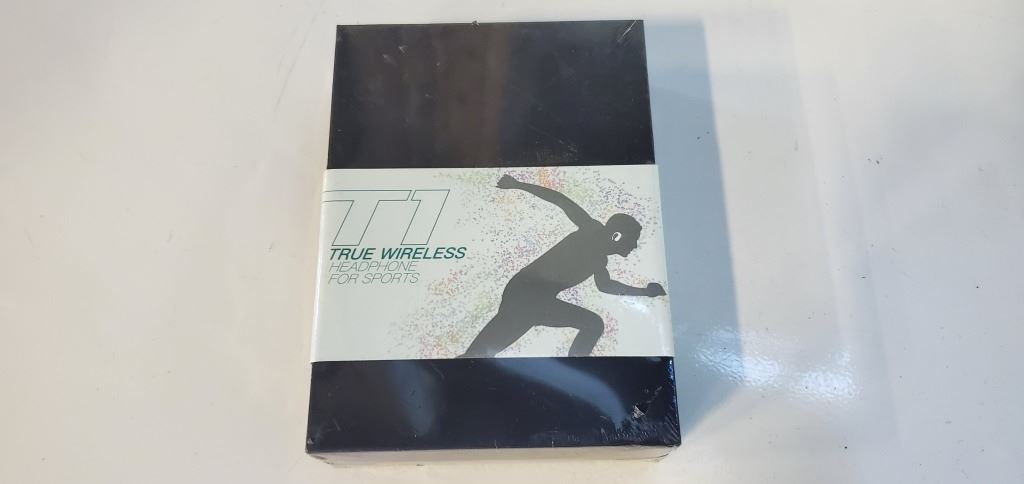 T1
TRUE WIRELESS
HEADPHONE
FOR SPORTS